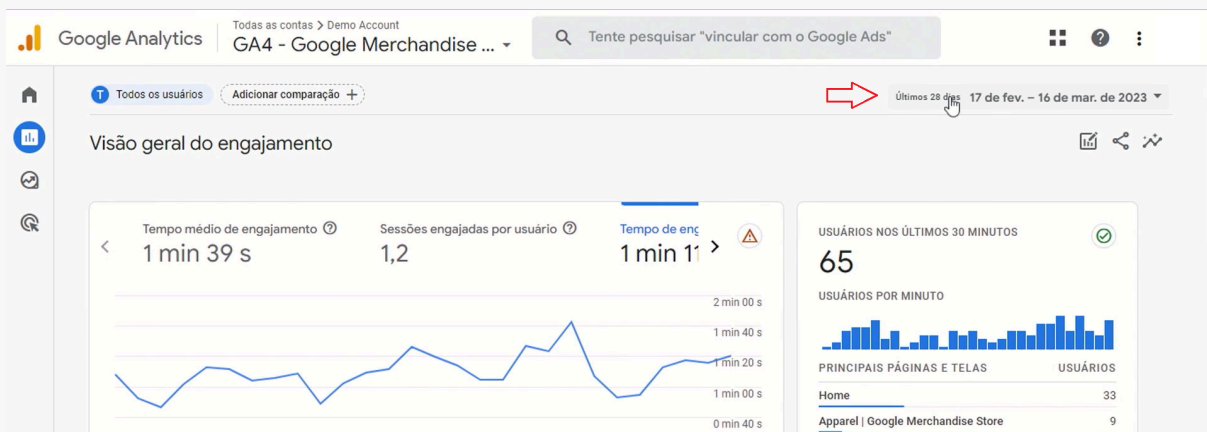 Todas as contas > Demo Account
Google Analytics
GA4 - Google Merchandise ...
Tente pesquisar "vincular com o Google Ads"
T Todos os usuários
Adicionar comparação +
Últimos 28 dias 17 de fev. – 16 de mar. de 2023
Visão geral do engajamento
Tempo médio de engajamento
1 min 39 s
Sessões engajadas por usuário
1,2
Tempo de eng
1 min 11
2 min 00 s
1 min 40 s
1 min 20 s
1 min 00 s
0 min 40 s
USUÁRIOS NOS ÚLTIMOS 30 MINUTOS
65
USUÁRIOS POR MINUTO
PRINCIPAIS PÁGINAS E TELAS USUÁRIOS
Home 33
Apparel | Google Merchandise Store 9